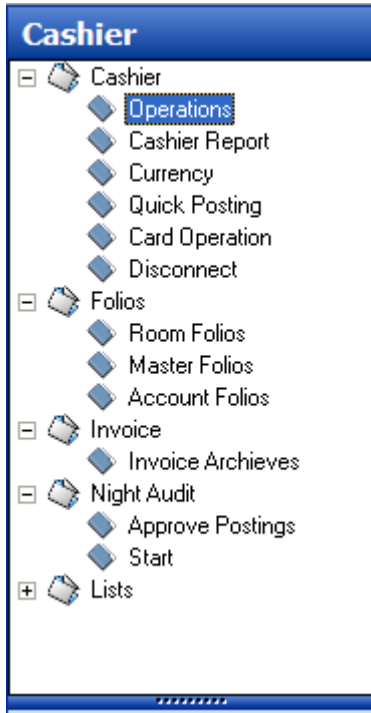 Cashier
Cashier
Operations
Cashier Report
Currency
Quick Posting
Card Operation
Disconnect
Folios
Room Folios
Master Folios
Account Folios
Invoice
Invoice Archieves
Night Audit
Approve Postings
Start
Lists